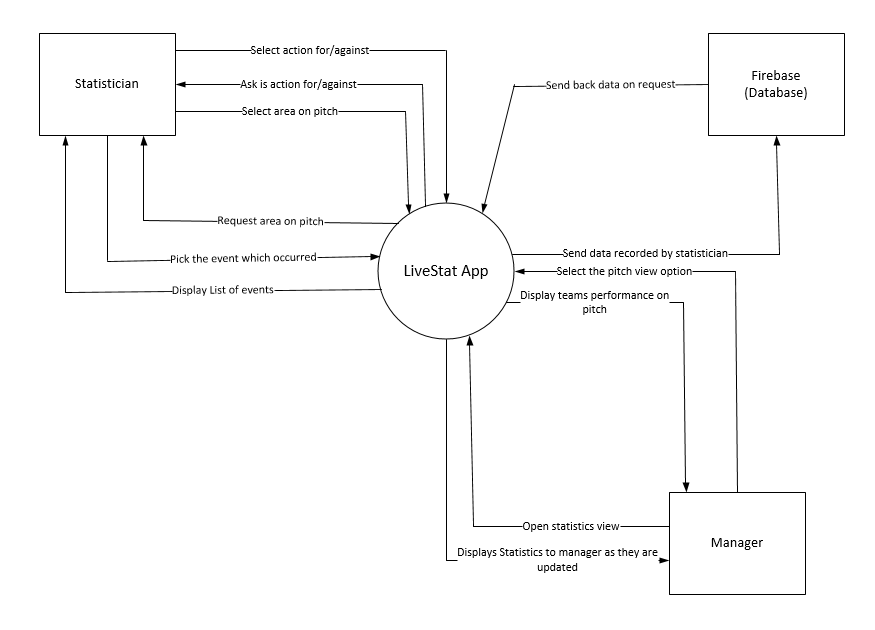 Select action for/against
Statistician
Ask is action for/against
Select area on pitch
Request area on pitch
Pick the event which occurred
Display List of events
LiveStat App
Firebase
(Database)
Send back data on request
Send data recorded by statistician
Select the pitch view option
Display teams performance on
pitch
Open statistics view
Manager
Displays Statistics to manager as they are
updated